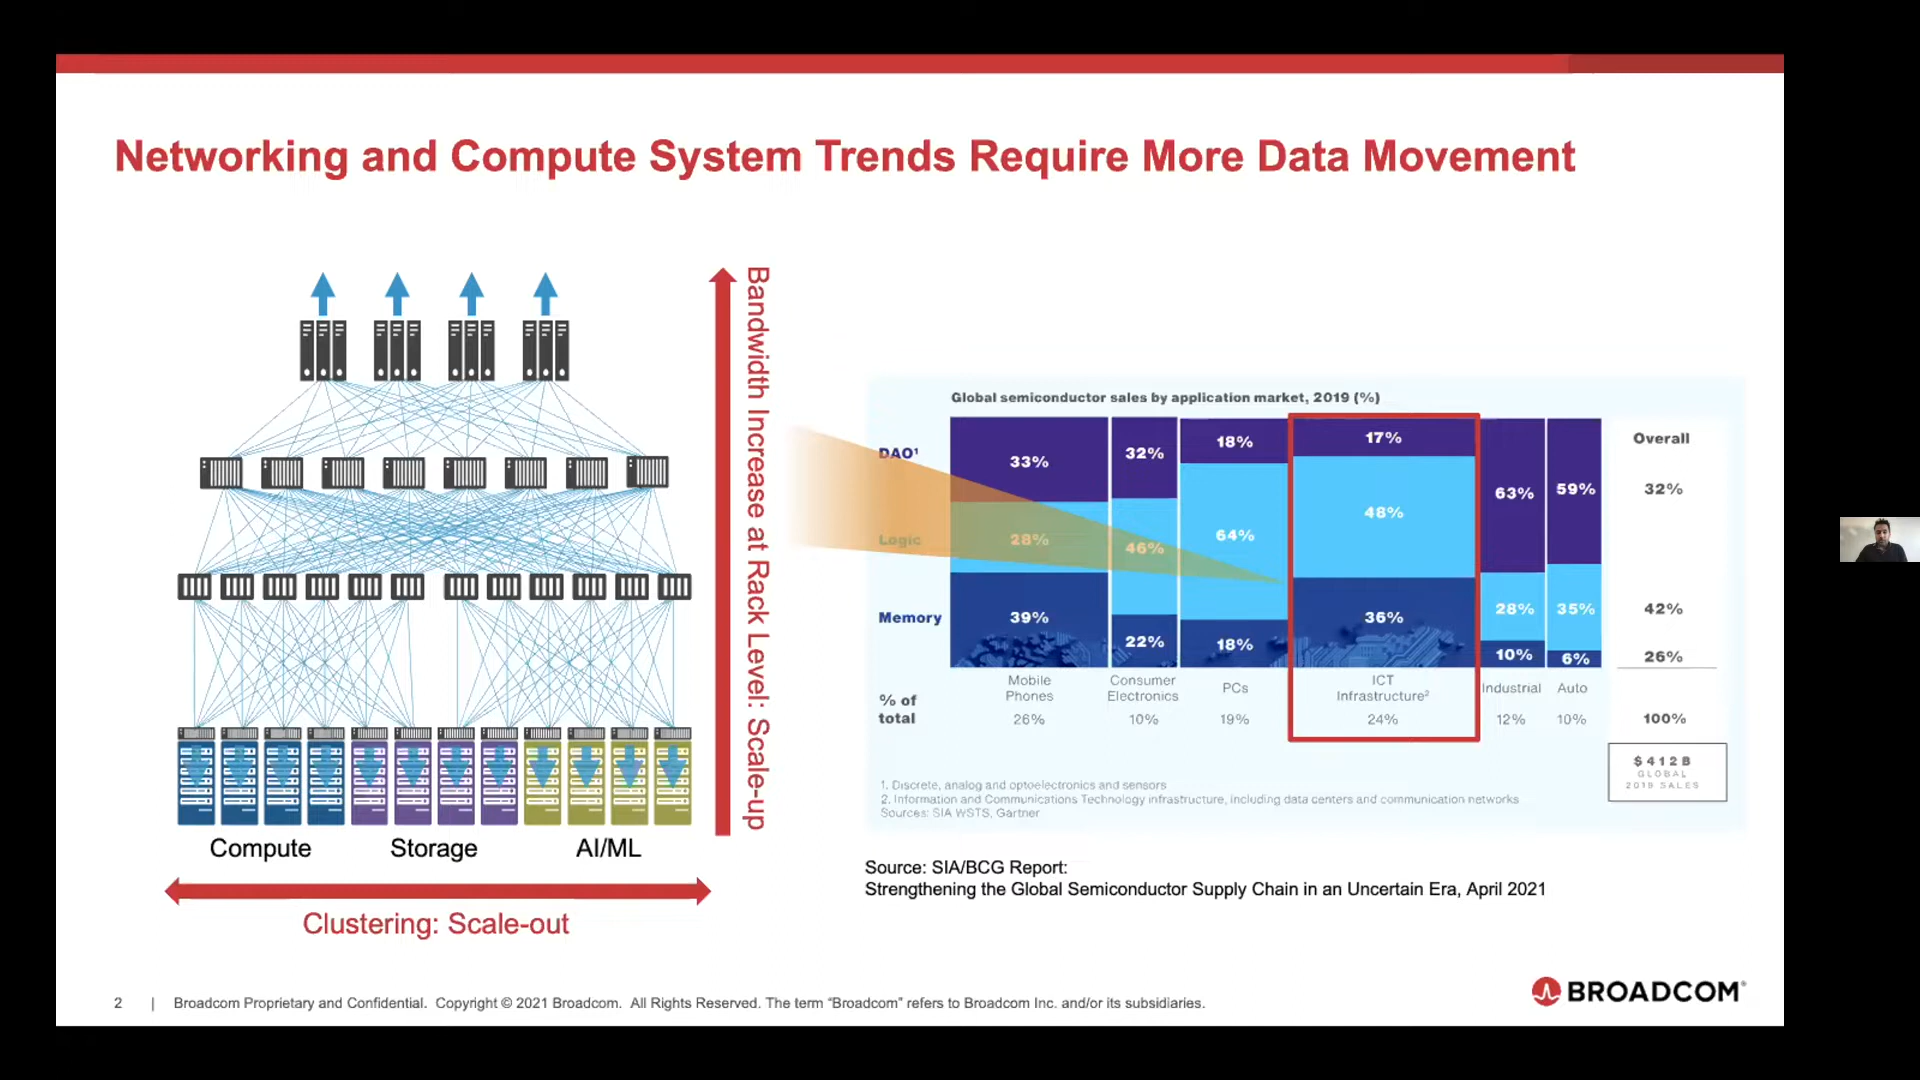 Networking and Compute System Trends Require More Data Movement
Bandwidth Increase at Rack Level: Scale-up
Compute Storage AI/ML
Clustering: Scale-out
Global semiconductor sales by application market, 2019 (%)
DAO¹ 33% 32% 18% 17% 63% 59%
Overall
32%
Logic 28% 46% 64% 48% 28% 35% 42%
Memory 39% 22% 18% 36% 10% 6% 26%
Mobile Phones Consumer Electronics PCs ICT Infrastructure² Industrial Auto
% of total 26% 10% 19% 24% 12% 10% 100%
$412B
GLOBAL
2019 SALES
1. Discrete, analog and optoelectronics and sensors
2. Information and Communications Technology infrastructure, including data centers and communication networks
Sources: SIA WSTS, Gartner
Source: SIA/BCG Report:
Strengthening the Global Semiconductor Supply Chain in an Uncertain Era, April 2021
2 | Broadcom Proprietary and Confidential. Copyright © 2021 Broadcom. All Rights Reserved. The term “Broadcom” refers to Broadcom Inc. and/or its subsidiaries.
BROADCOM®